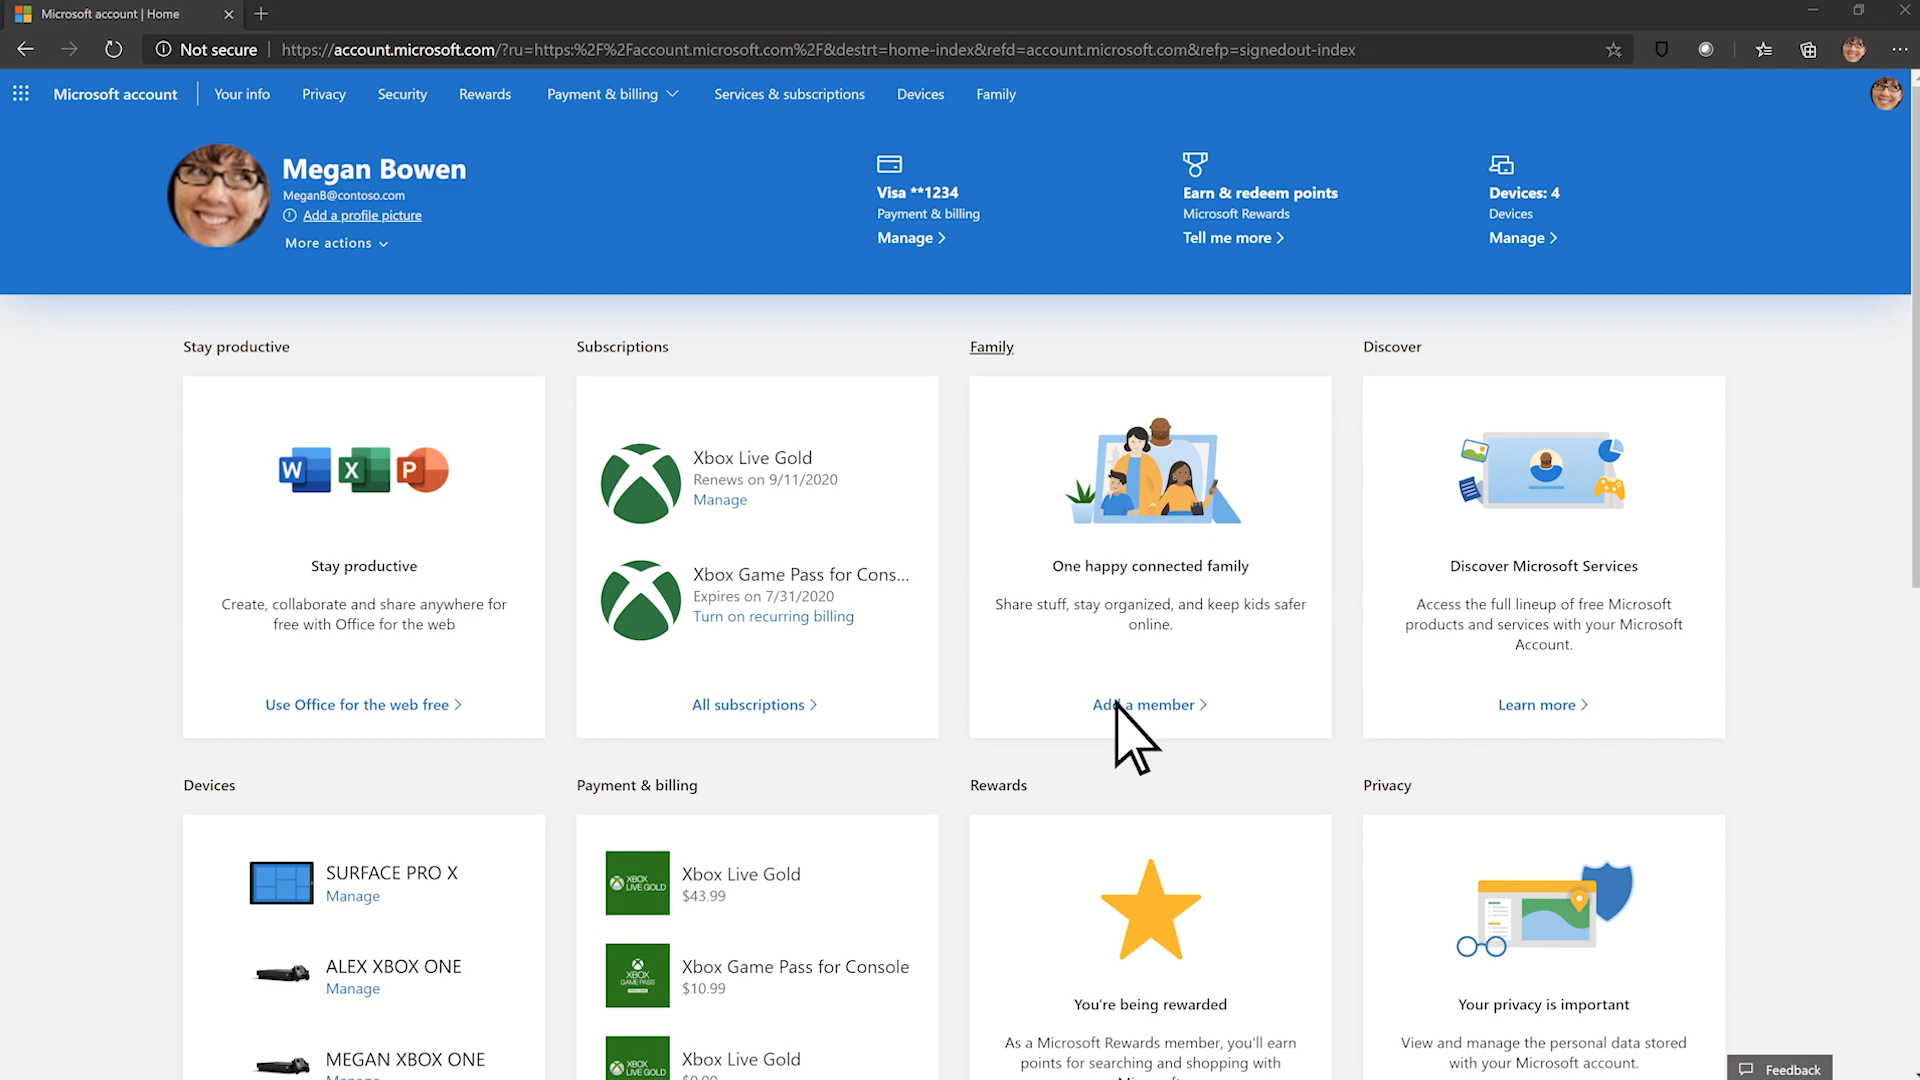 Microsoft account | Home
Not secure
https://account.microsoft.com/?ru=https:%2F%2Faccount.microsoft.com%2F&destrt=home-index&refd=account.microsoft.com&refp=signedout-index
Microsoft account
Your info
Privacy
Security
Rewards
Payment & billing
Services & subscriptions
Devices
Family
Megan Bowen
MeganB@contoso.com
Add a profile picture
More actions
Visa **1234
Payment & billing
Manage
Earn & redeem points
Microsoft Rewards
Tell me more
Devices: 4
Devices
Manage
Stay productive
W X P
Stay productive
Create, collaborate and share anywhere for
free with Office for the web
Use Office for the web free
Subscriptions
Xbox Live Gold
Renews on 9/11/2020
Manage
Xbox Game Pass for Cons...
Expires on 7/31/2020
Turn on recurring billing
All subscriptions
Family
One happy connected family
Share stuff, stay organized, and keep kids safer
online.
Add a member
Discover
Discover Microsoft Services
Access the full lineup of free Microsoft
products and services with your Microsoft
Account.
Learn more
Devices
SURFACE PRO X
Manage
ALEX XBOX ONE
Manage
MEGAN XBOX ONE
Payment & billing
XBOX
LIVE GOLD
Xbox Live Gold
$43.99
XBOX
GAME PASS
Xbox Game Pass for Console
$10.99
XBOX
LIVE GOLD
Xbox Live Gold
Rewards
You're being rewarded
As a Microsoft Rewards member, you'll earn
points for searching and shopping with
Privacy
Your privacy is important
View and manage the personal data stored
with your Microsoft account.
Feedback